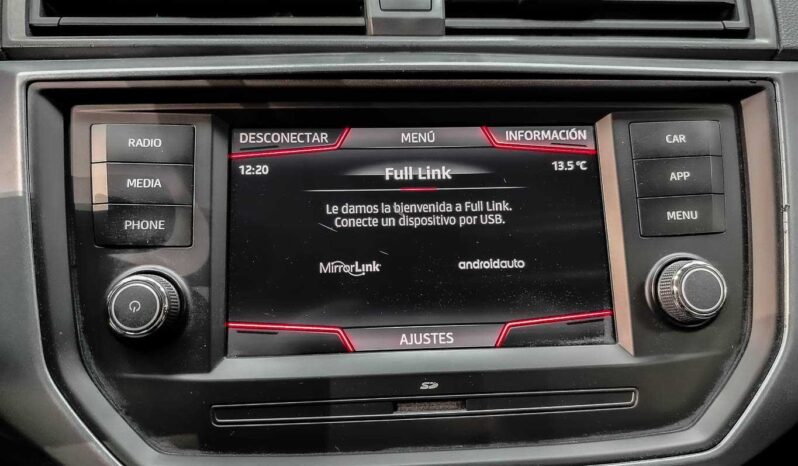 RADIO
MEDIA
PHONE
DESCONECTAR MENÚ INFORMACIÓN
12:20 Full Link 13.5 °C
Le damos la bienvenida a Full Link.
Conecte un dispositivo por USB.
MirrorLink androidauto
AJUSTES
CAR
APP
MENU
SD